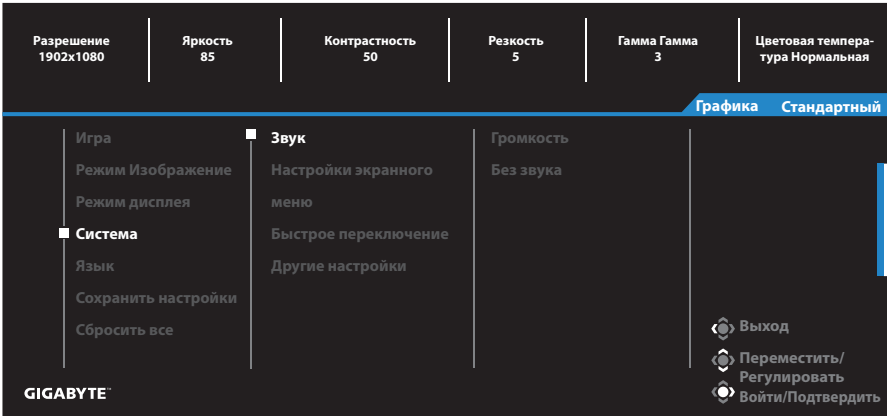 Разрешение
1902x1080
Яркость
85
Контрастность
50
Резкость
5
Гамма Гамма
3
Цветовая темпера-
тура Нормальная
Графика Стандартный
Игра
Режим Изображение
Режим дисплея
Система
Язык
Сохранить настройки
Сбросить все
Звук
Настройки экранного
меню
Быстрое переключение
Другие настройки
Громкость
Без звука
Выход
Переместить/
Регулировать
Войти/Подтвердить
GIGABYTE™